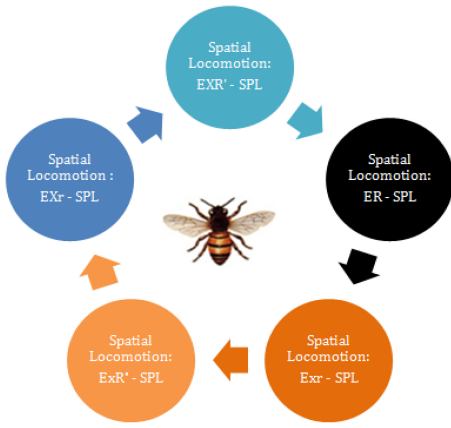 Spatial
Locomotion:
EXR' - SPL
Spatial
Locomotion:
ER - SPL
Spatial
Locomotion:
Exr - SPL
Spatial
Locomotion:
ExR" - SPL
Spatial
Locomotion :
EXr - SPL